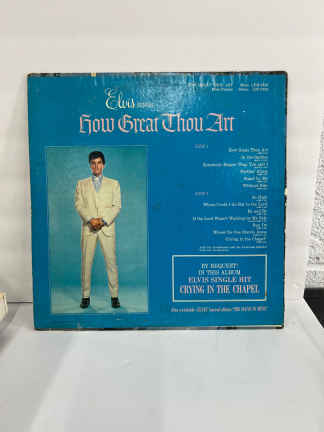 Elvis
How Great Thou Art
SIDE 1
How Great Thou Art
In the Garden
Somebody Bigger Than You and I
Farther Along
Stand by Me
Without Him
SIDE 2
So High
Where Could I Go But to the Lord
By and By
If the Lord Wasn't Walking by My Side
Run On
Where No One Stands Alone
Crying in the Chapel
BY REQUEST!
IN THIS ALBUM
ELVIS SINGLE HIT
CRYING IN THE CHAPEL